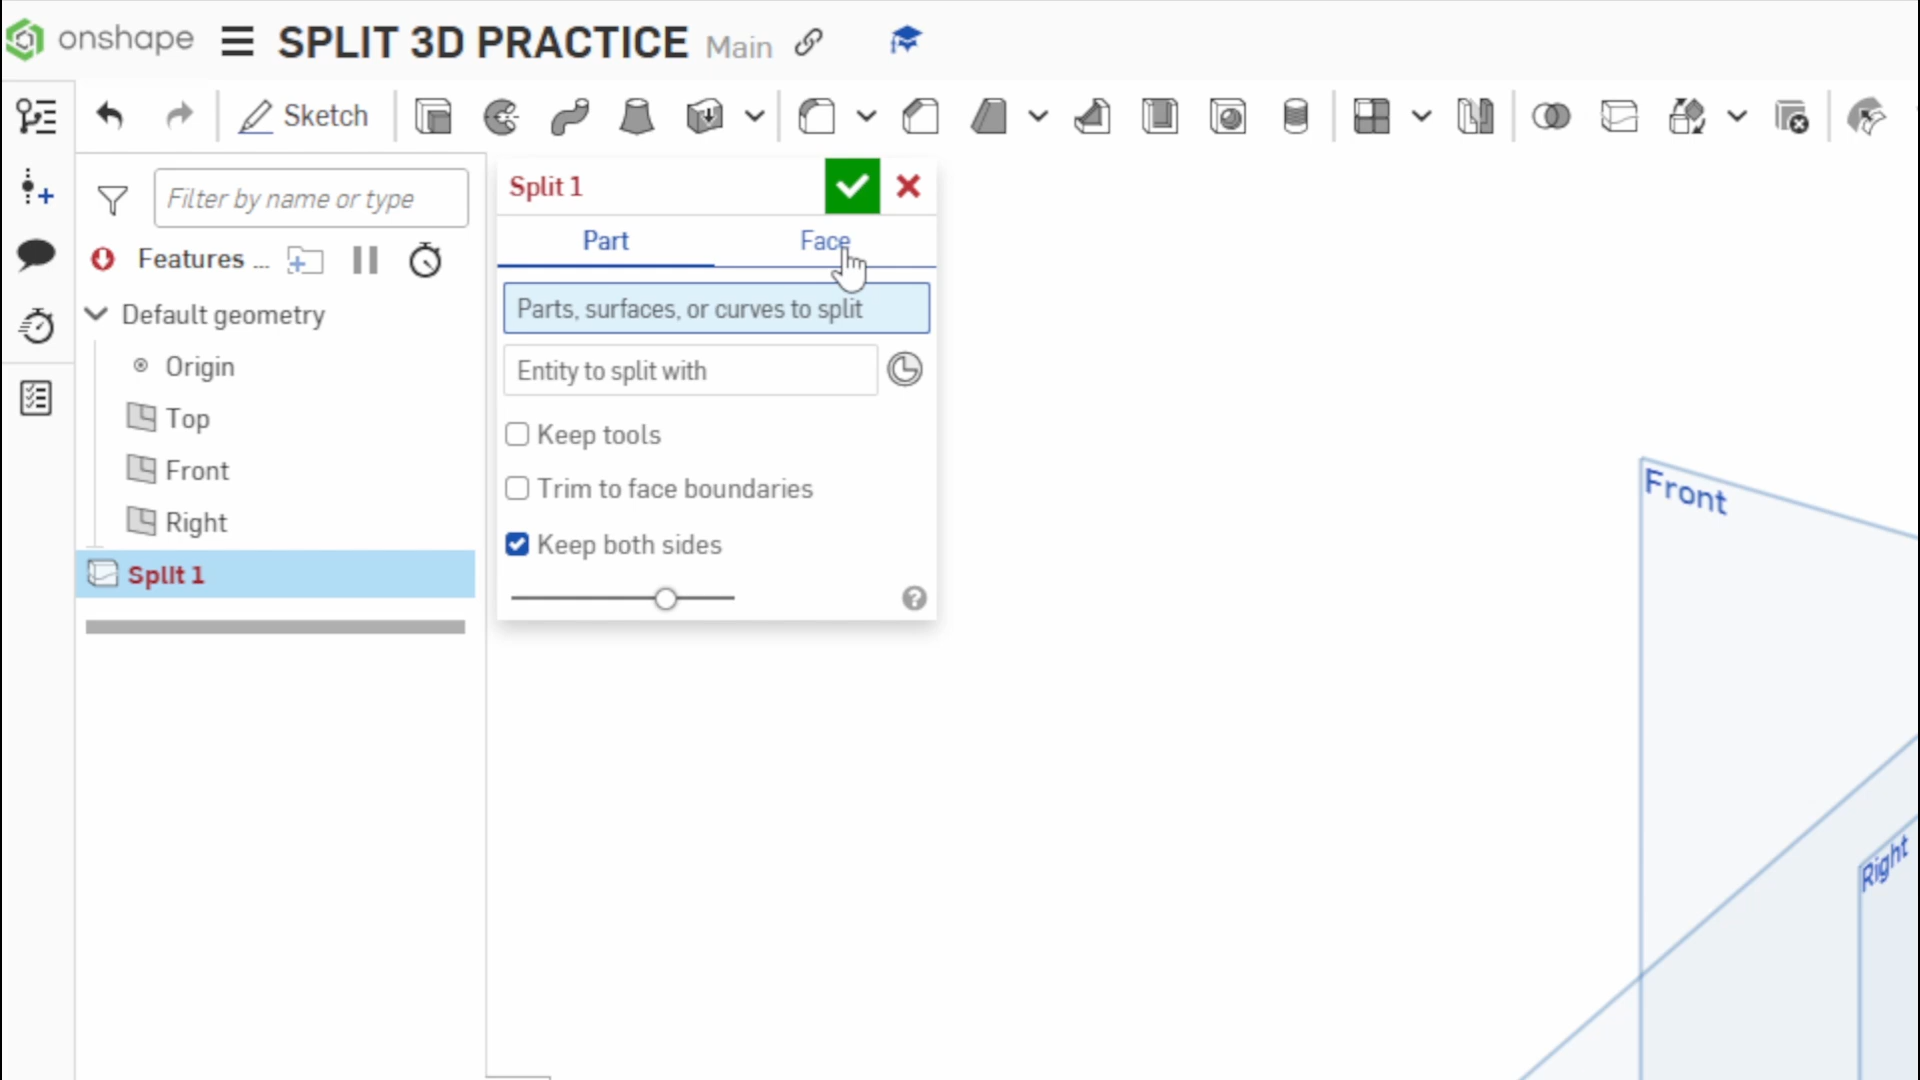 onshape
SPLIT 3D PRACTICE Main
Sketch
Filter by name or type
Features ...
Default geometry
Origin
Top
Front
Right
Split 1
Split 1
Part Face
Parts, surfaces, or curves to split
Entity to split with
Keep tools
Trim to face boundaries
Keep both sides
?
Front
Right